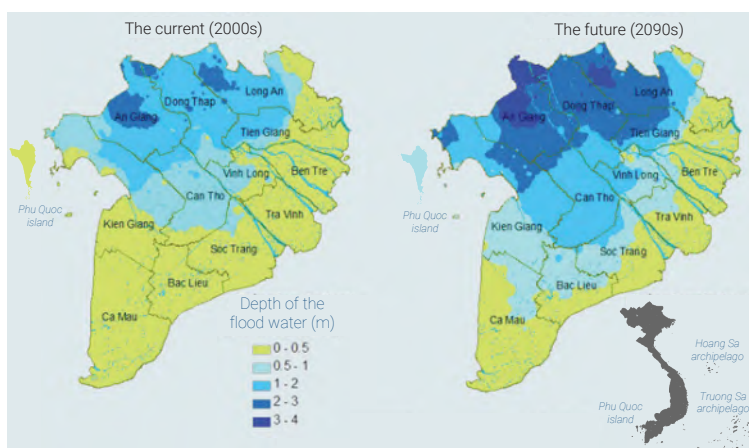 The current (2000s)
The future (2090s)
Long An
Dong Thap
An Giang
Tien Giang
Ben Tre
Vinh Long
Can Tho
Tra Vinh
Kien Giang
Soc Trang
Bac Lieu
Ca Mau
Phu Quoc
island
Depth of the
flood water (m)
0 - 0.5
0.5 - 1
1 - 2
2 - 3
3 - 4
Long An
Dong Thap
An Giang
Tien Giang
Ben Tre
Vinh Long
Can Tho
Tra Vinh
Kien Giang
Soc Trang
Bac Lieu
Ca Mau
Phu Quoc
island
Hoang Sa
archipelago
Truong Sa
archipelago
Phu Quoc
island